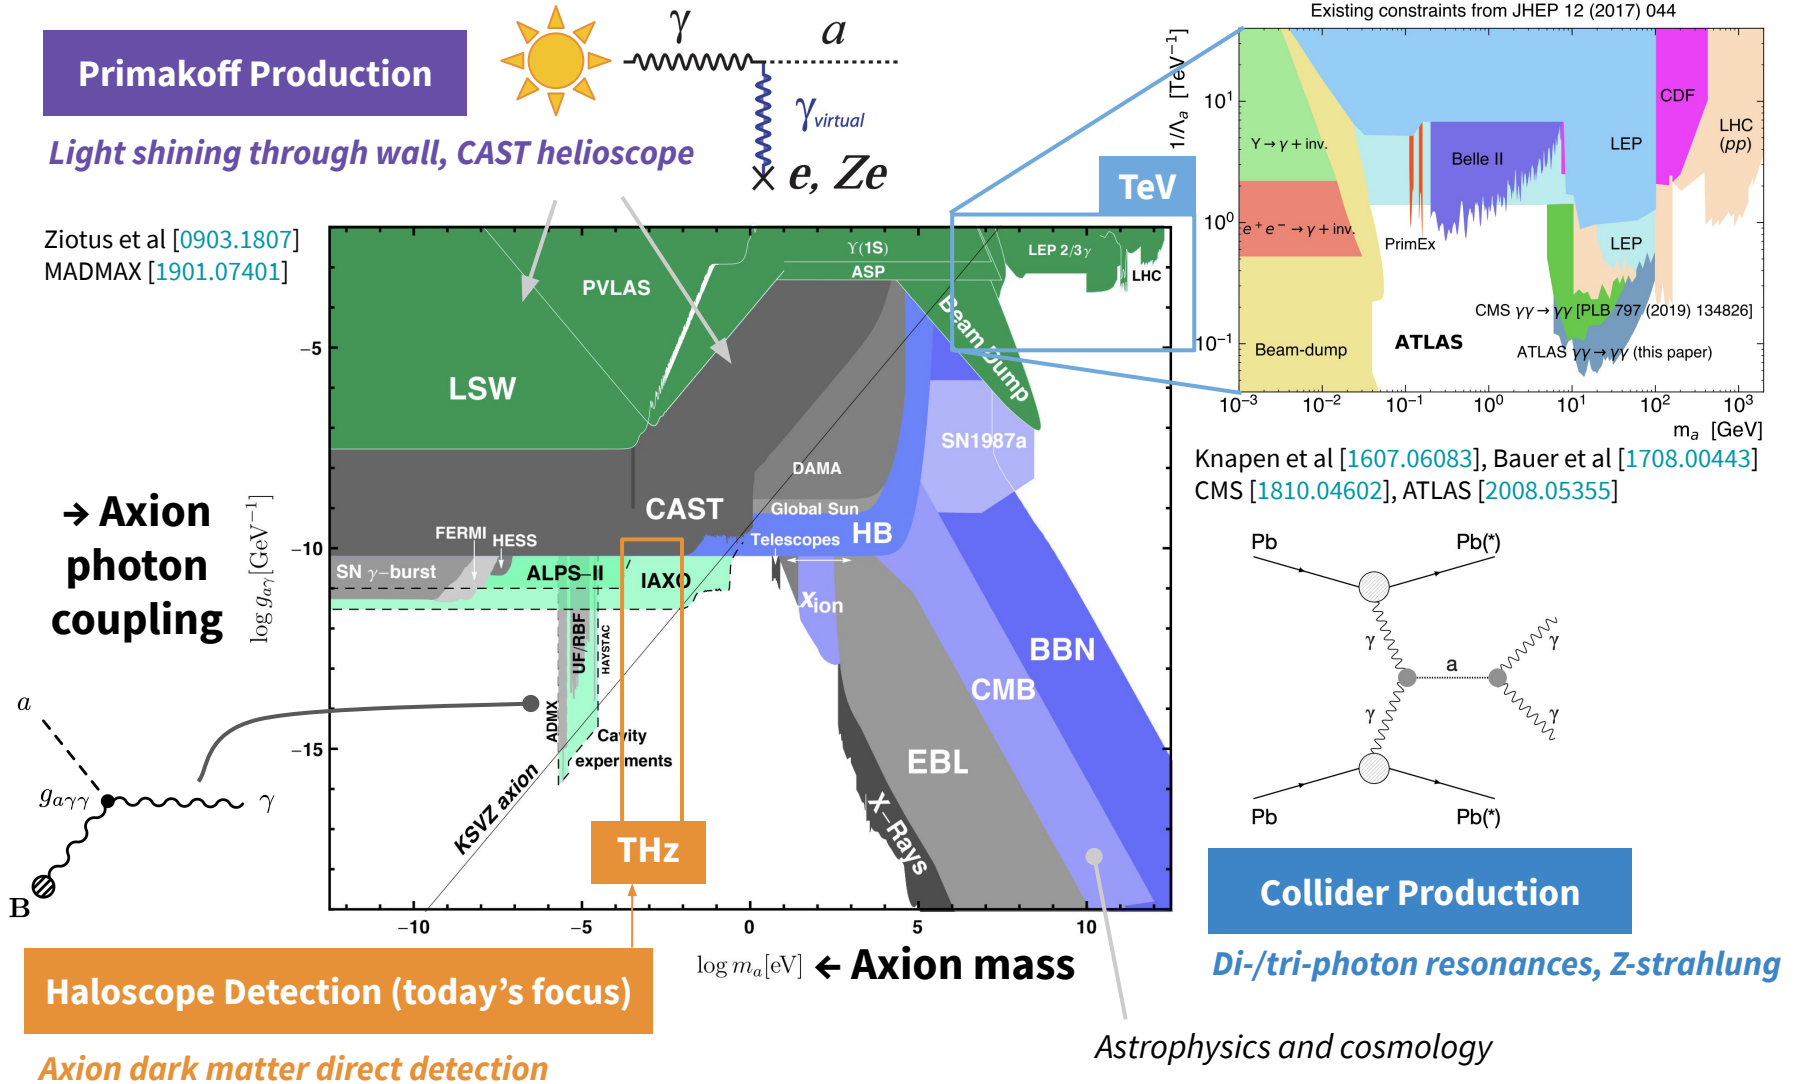 Primakoff Production
Light shining through wall, CAST helioscope
γ
a
γvirtual
e, Ze
Ziotus et al [0903.1807]
MADMAX [1901.07401]
TeV
Existing constraints from JHEP 12 (2017) 044
1/Λa [TeV−1]
10¹
10⁰
10−1
Υ→ γ + inv.
e+e− → γ + inv.
Beam-dump
PrimEx
Belle II
LEP
CDF
LHC
(pp)
LEP
CMS γγ → γγ [PLB 797 (2019) 134826]
ATLAS
ATLAS γγ → γγ (this paper)
10−3
10−2
10−1
10⁰
10¹
10²
10³
ma [GeV]
Knapen et al [1607.06083], Bauer et al [1708.00443]
CMS [1810.04602], ATLAS [2008.05355]
PVLAS
Υ(1S)
ASP
LEP 2/3γ
LHC
Beam Dump
LSW
SN1987a
DAMA
CAST
Global Sun
HB
Telescopes
FERMI
HESS
SN γ−burst
ALPS−II
IAXO
xion
UF/RBF
HAYSTAC
ADMX
Cavity
experiments
KSVZ axion
BBN
CMB
EBL
X−Rays
−5
−10
−15
−10
−5
0
5
10
log gaγ[GeV−1]
log ma[eV]
→ Axion
photon
coupling
← Axion mass
a
gaγγ
γ
B
THz
Haloscope Detection (today’s focus)
Axion dark matter direct detection
Pb
Pb(*)
γ
a
γ
γ
γ
Pb
Pb(*)
Collider Production
Di-/tri-photon resonances, Z-strahlung
Astrophysics and cosmology